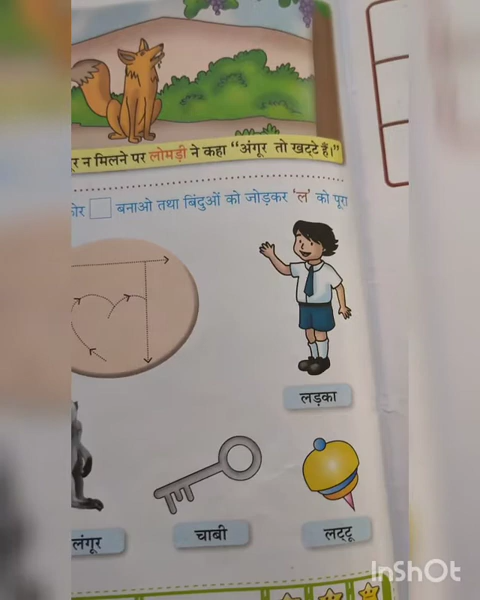 न मिलने पर लोमड़ी ने कहा “अंगूर तो खट्टे हैं।”
बनाओ तथा बिंदुओं को जोड़कर ‘ल’ को पूरा
लड़का
लंगूर
चाबी
लट्टू
InShOt